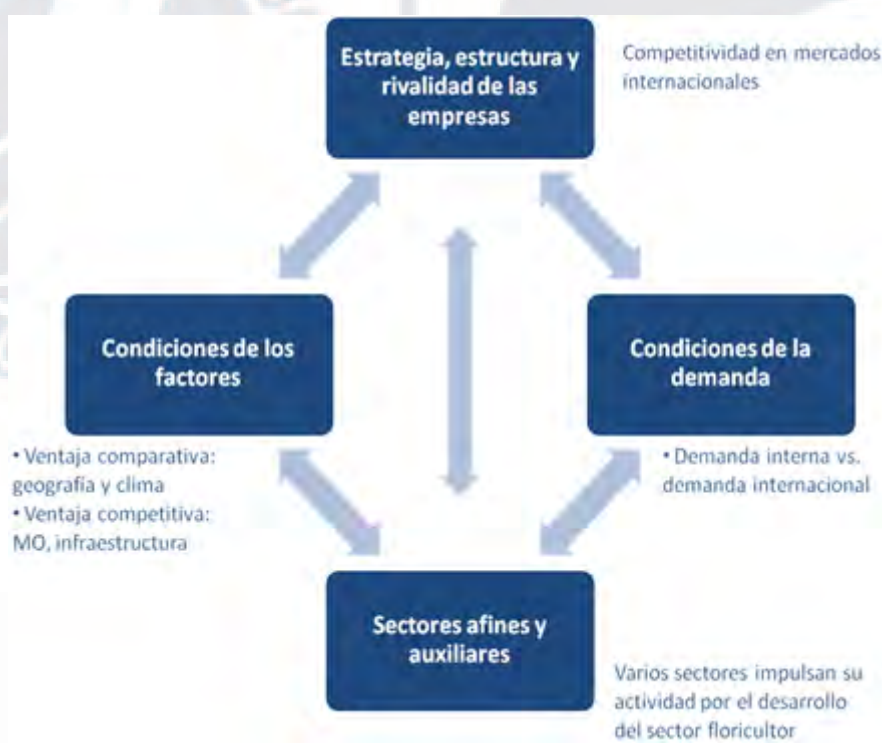 Estrategia, estructura y
rivalidad de las
empresas
Competitividad en mercados
internacionales
Condiciones de los
factores
Condiciones de la
demanda
• Ventaja comparativa:
geografía y clima
• Ventaja competitiva:
MO, infraestructura
• Demanda interna vs.
demanda internacional
Sectores afines y
auxiliares
Varios sectores impulsan su
actividad por el desarrollo
del sector floricultor